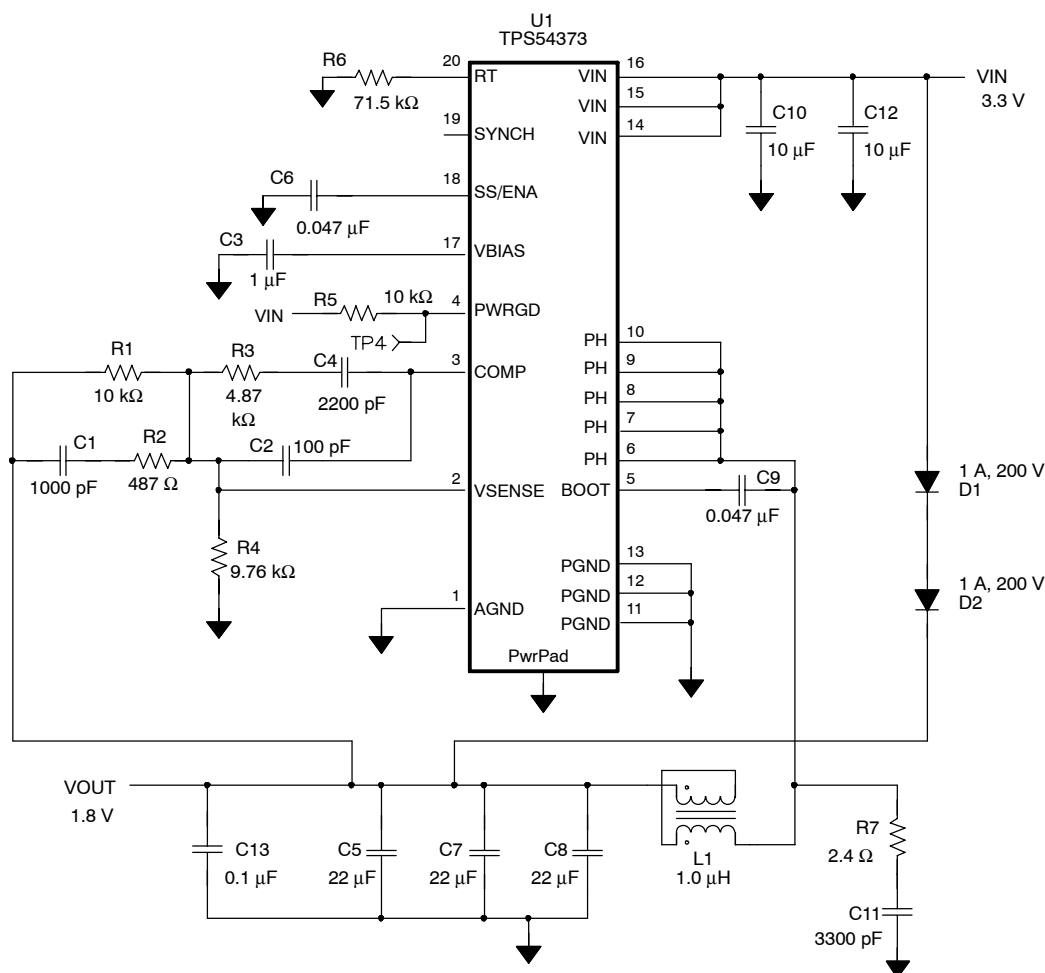 U1
TPS54373
R6
71.5 kΩ
20
RT
19
SYNCH
C6
0.047 μF
18
SS/ENA
C3
1 μF
17
VBIAS
VIN
R5
10 kΩ
4
PWRGD
TP4
R1
10 kΩ
R3
4.87
kΩ
C4
2200 pF
3
COMP
C1
1000 pF
R2
487 Ω
C2
100 pF
2
VSENSE
R4
9.76 kΩ
1
AGND
PwrPad
VIN
16
VIN
15
VIN
14
VIN
3.3 V
C10
10 μF
C12
10 μF
PH
10
PH
9
PH
8
PH
7
PH
6
BOOT
5
C9
0.047 μF
PGND
13
PGND
12
PGND
11
1 A, 200 V
D1
1 A, 200 V
D2
VOUT
1.8 V
C13
0.1 μF
C5
22 μF
C7
22 μF
C8
22 μF
L1
1.0 μH
R7
2.4 Ω
C11
3300 pF